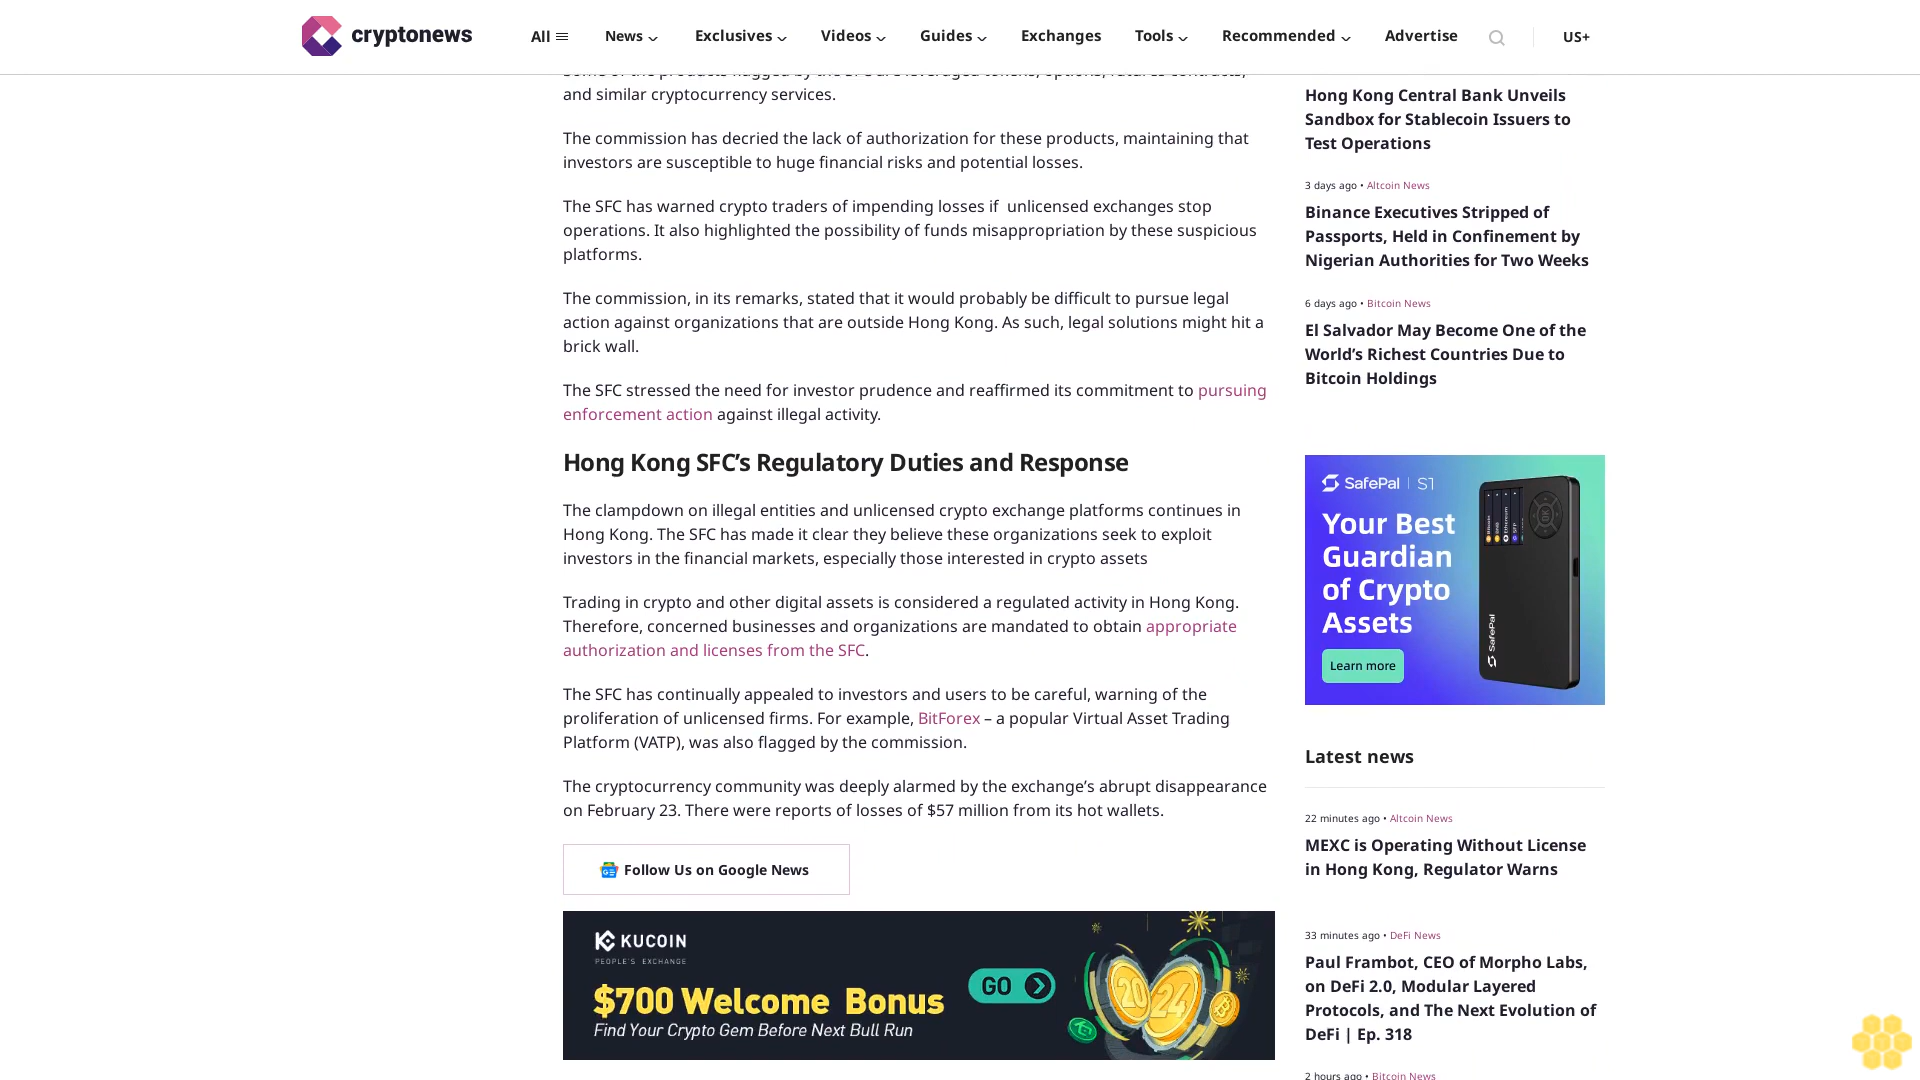 cryptonews
All
News
Exclusives
Videos
Guides
Exchanges
Tools
Recommended
Advertise
US+
and similar cryptocurrency services.
The commission has decried the lack of authorization for these products, maintaining that
investors are susceptible to huge financial risks and potential losses.
The SFC has warned crypto traders of impending losses if  unlicensed exchanges stop
operations. It also highlighted the possibility of funds misappropriation by these suspicious
platforms.
The commission, in its remarks, stated that it would probably be difficult to pursue legal
action against organizations that are outside Hong Kong. As such, legal solutions might hit a
brick wall.
The SFC stressed the need for investor prudence and reaffirmed its commitment to pursuing
enforcement action against illegal activity.
Hong Kong SFC’s Regulatory Duties and Response
The clampdown on illegal entities and unlicensed crypto exchange platforms continues in
Hong Kong. The SFC has made it clear they believe these organizations seek to exploit
investors in the financial markets, especially those interested in crypto assets
Trading in crypto and other digital assets is considered a regulated activity in Hong Kong.
Therefore, concerned businesses and organizations are mandated to obtain appropriate
authorization and licenses from the SFC.
The SFC has continually appealed to investors and users to be careful, warning of the
proliferation of unlicensed firms. For example, BitForex – a popular Virtual Asset Trading
Platform (VATP), was also flagged by the commission.
The cryptocurrency community was deeply alarmed by the exchange’s abrupt disappearance
on February 23. There were reports of losses of $57 million from its hot wallets.
Follow Us on Google News
KUCOIN
PEOPLE'S EXCHANGE
$700 Welcome Bonus
Find Your Crypto Gem Before Next Bull Run
GO
20
24
Hong Kong Central Bank Unveils
Sandbox for Stablecoin Issuers to
Test Operations
3 days ago • Altcoin News
Binance Executives Stripped of
Passports, Held in Confinement by
Nigerian Authorities for Two Weeks
6 days ago • Bitcoin News
El Salvador May Become One of the
World’s Richest Countries Due to
Bitcoin Holdings
SafePal | S1
Your Best
Guardian
of Crypto
Assets
Learn more
SafePal
Latest news
22 minutes ago • Altcoin News
MEXC is Operating Without License
in Hong Kong, Regulator Warns
33 minutes ago • DeFi News
Paul Frambot, CEO of Morpho Labs,
on DeFi 2.0, Modular Layered
Protocols, and The Next Evolution of
DeFi | Ep. 318
2 hours ago • Bitcoin News